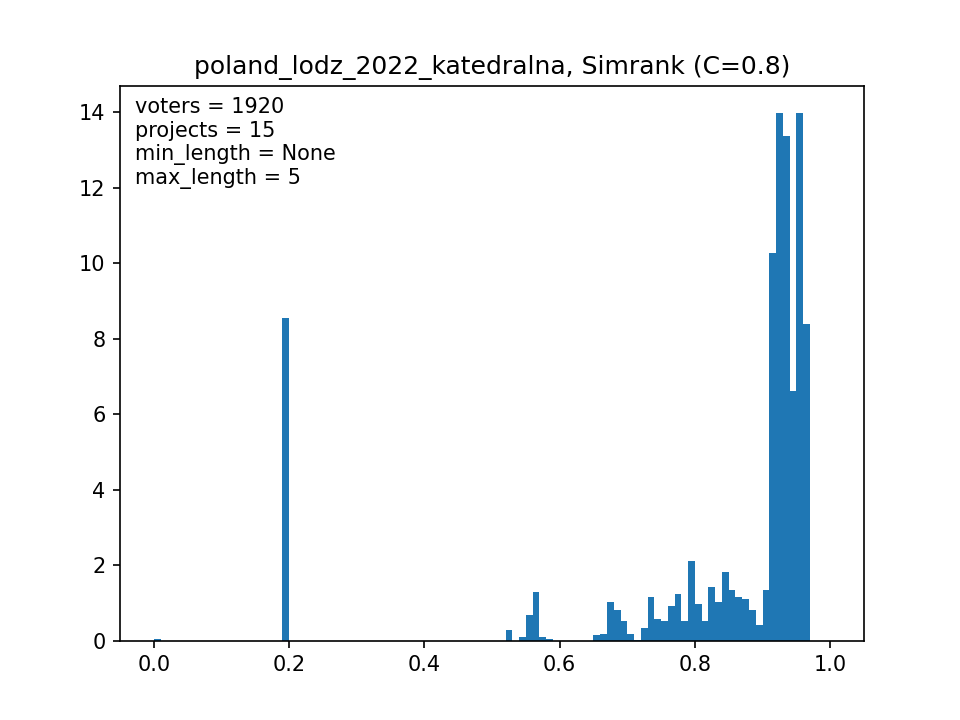 poland_lodz_2022_katedralna, Simrank (C=0.8)
voters = 1920
projects = 15
min_length = None
max_length = 5
14
12
10
8
6
4
2
0
0.0 0.2 0.4 0.6 0.8 1.0